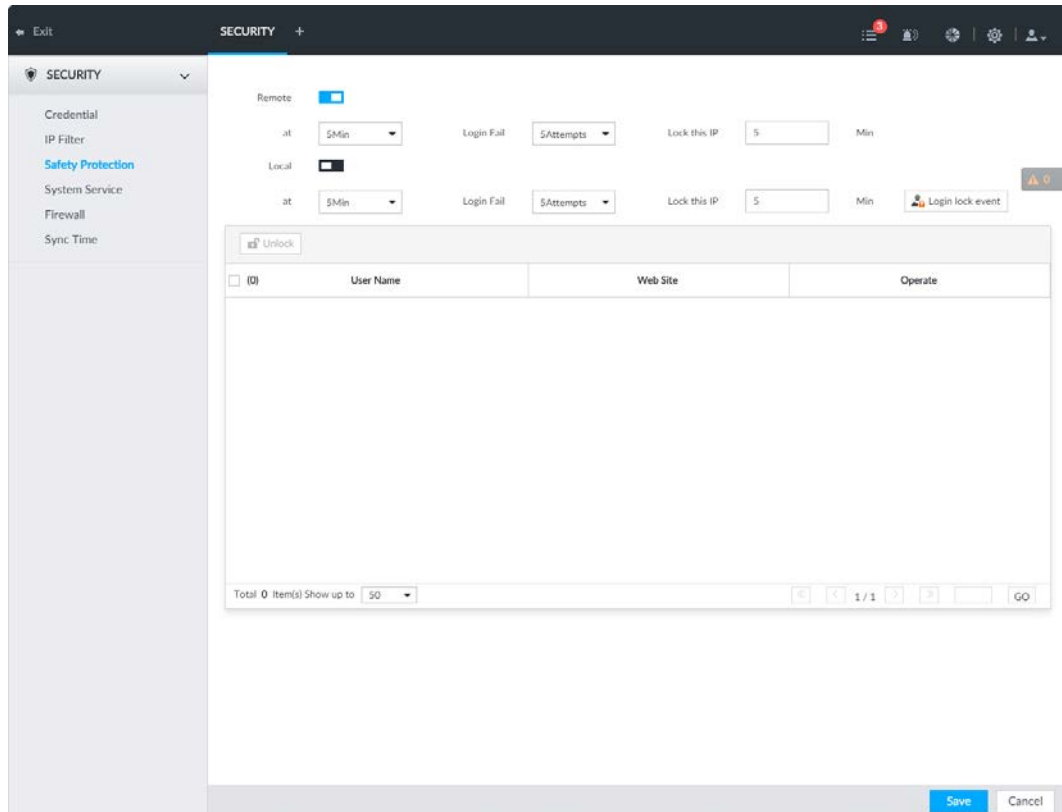 Exit SECURITY + 3
SECURITY
Credential
IP Filter
Safety Protection
System Service
Firewall
Sync Time
Remote
at 5Min Login Fail 5Attempts Lock this IP 5 Min
Local
0
at 5Min Login Fail 5Attempts Lock this IP 5 Min Login lock event
Unlock
(0) User Name Web Site Operate
Total 0 Item(s) Show up to 50 1 / 1 GO
Save Cancel